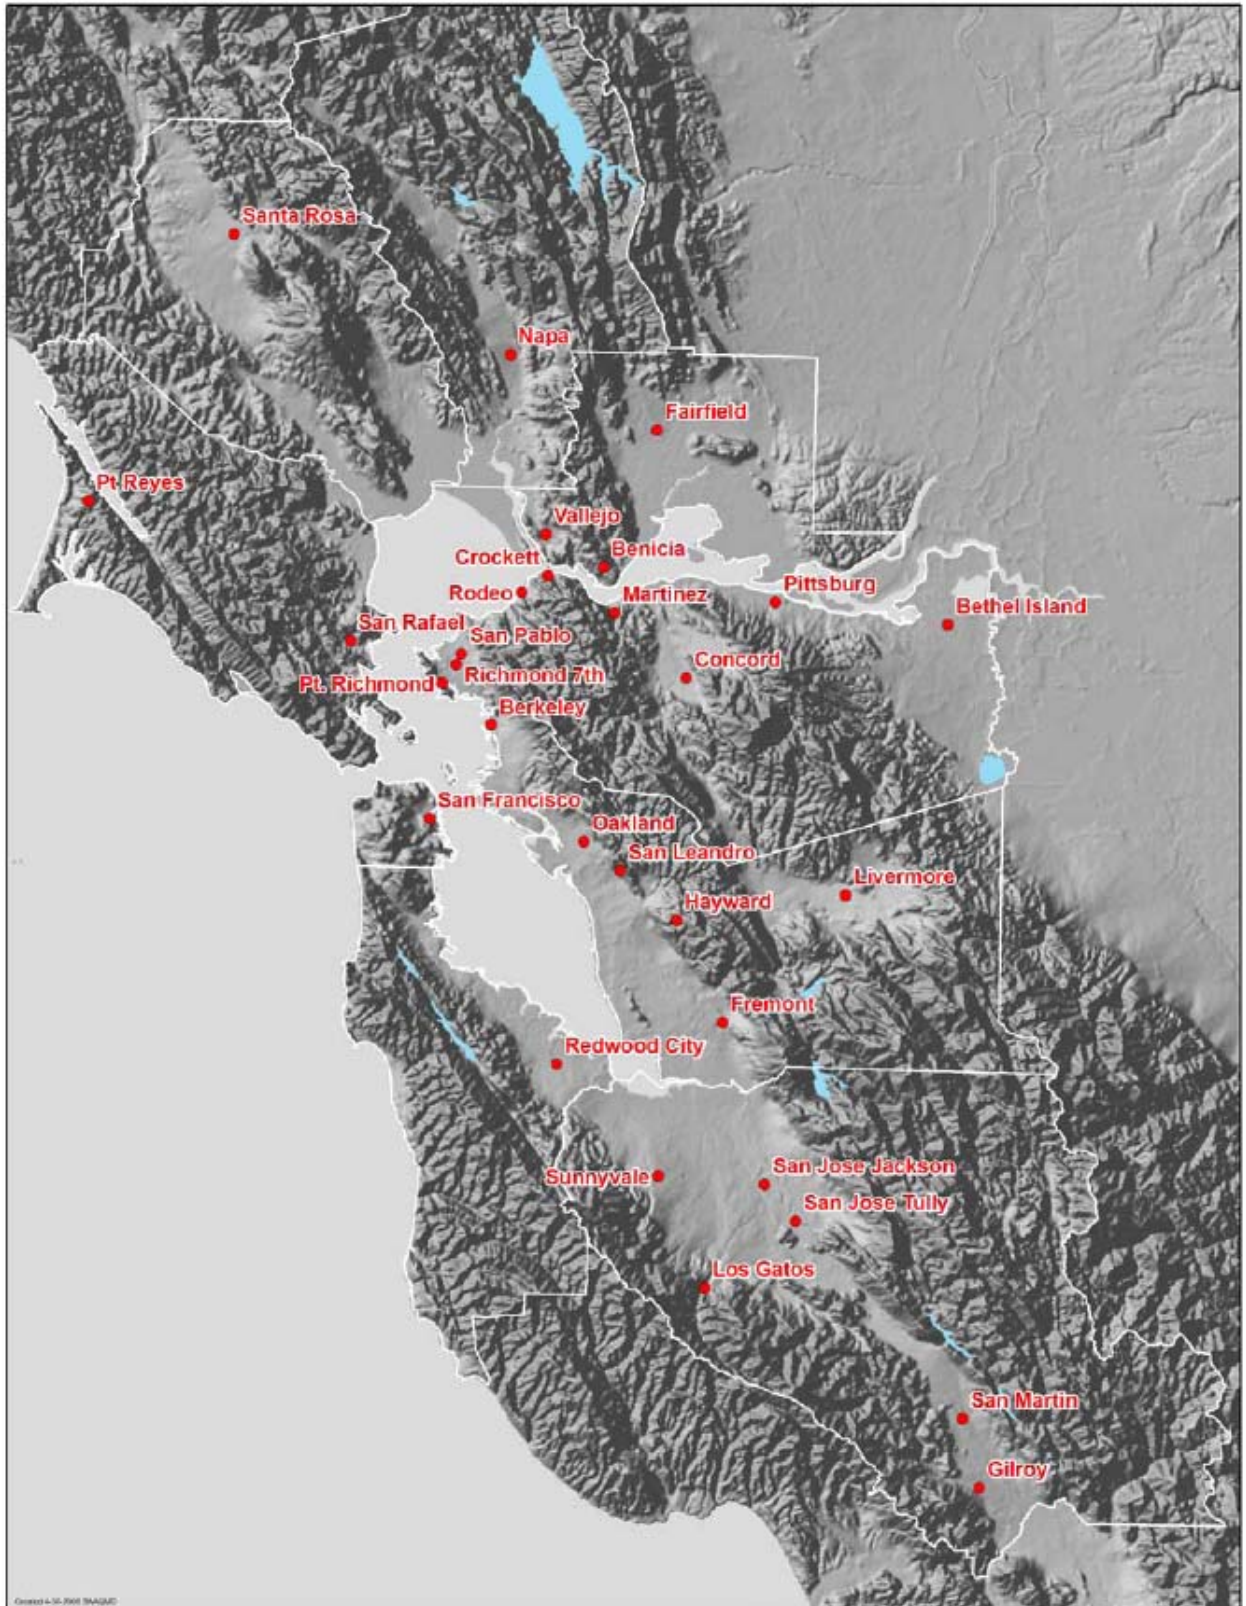 Santa Rosa
Napa
Fairfield
Pt Reyes
Vallejo
Benicia
Crockett
Rodeo
Martinez
Pittsburg
Bethel Island
San Rafael
San Pablo
Concord
Richmond 7th
Pt. Richmond
Berkeley
San Francisco
Oakland
San Leandro
Livermore
Hayward
Fremont
Redwood City
San Jose Jackson
Sunnyvale
San Jose Tully
Los Gatos
San Martin
Gilroy